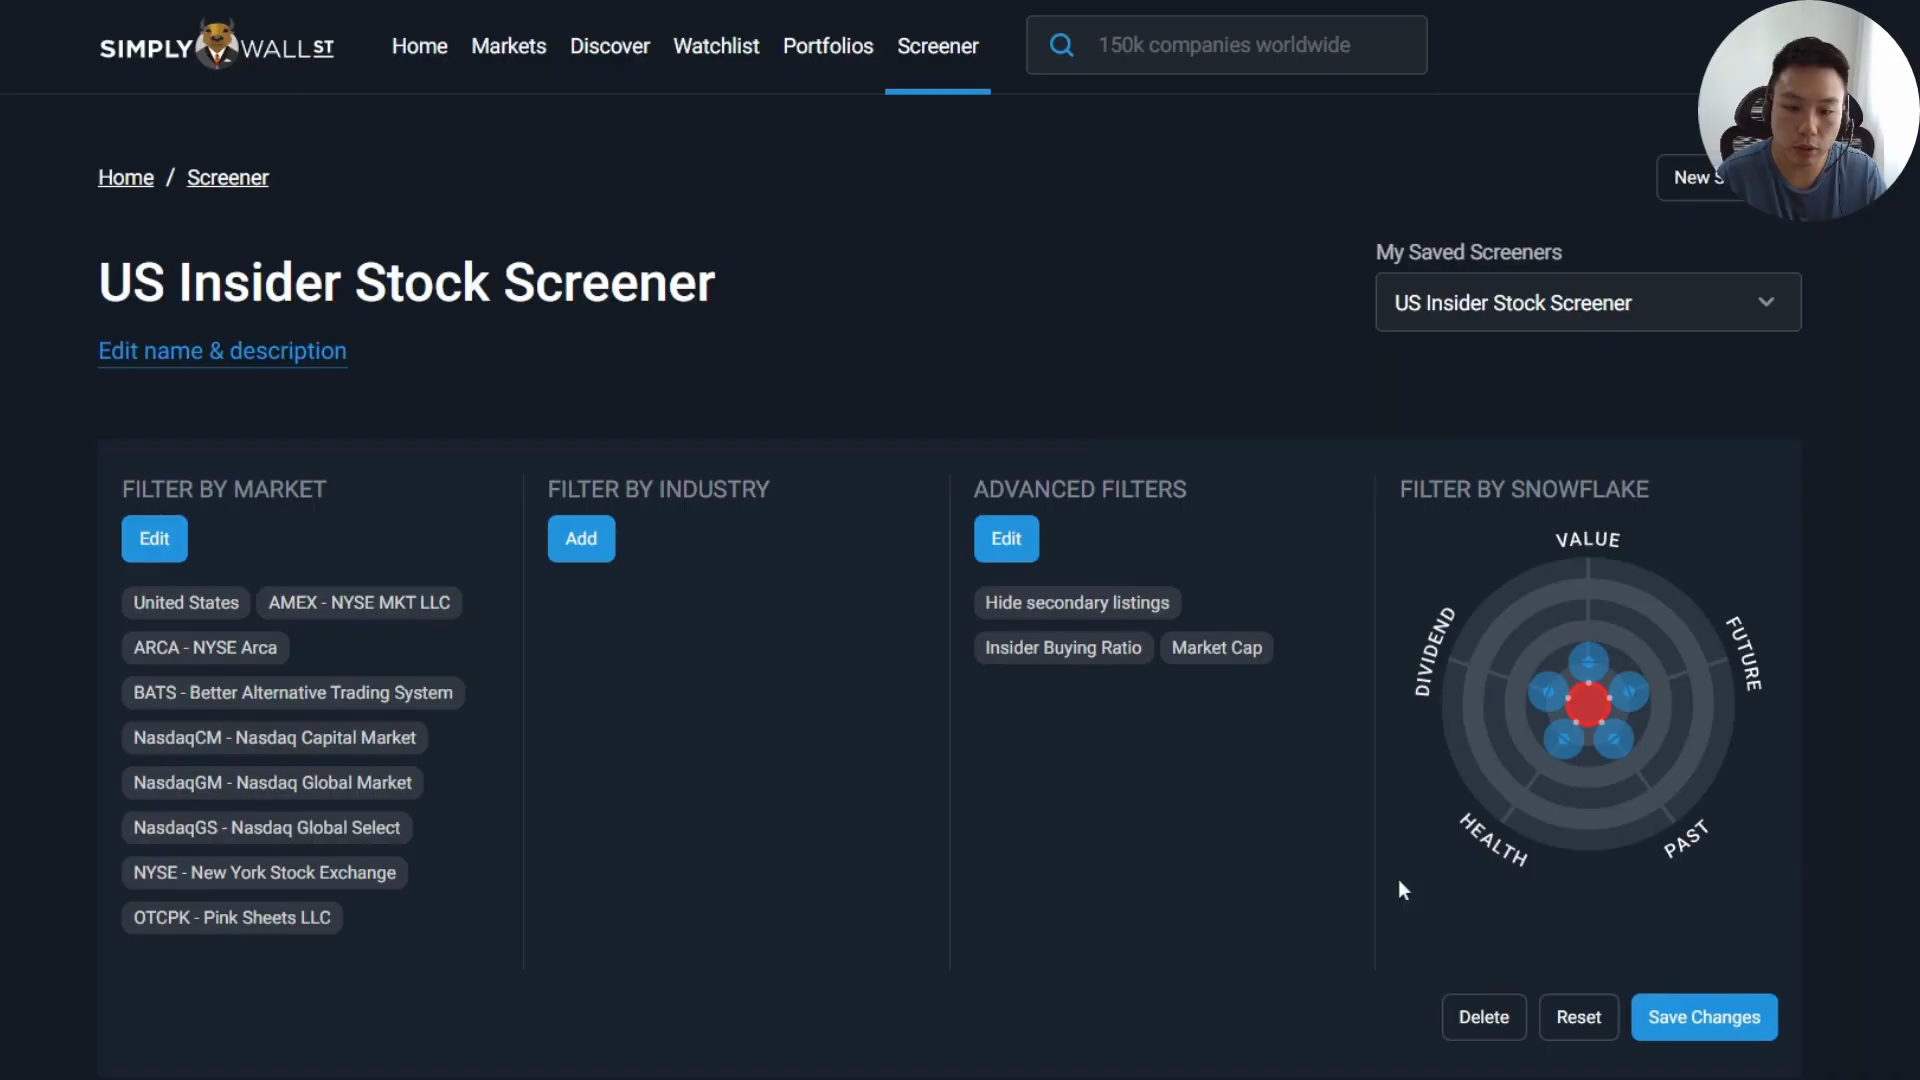 SIMPLY WALL ST
Home Markets Discover Watchlist Portfolios Screener
150k companies worldwide
Home / Screener
New
US Insider Stock Screener
Edit name & description
My Saved Screeners
US Insider Stock Screener
FILTER BY MARKET
Edit
United States
AMEX - NYSE MKT LLC
ARCA - NYSE Arca
BATS - Better Alternative Trading System
NasdaqCM - Nasdaq Capital Market
NasdaqGM - Nasdaq Global Market
NasdaqGS - Nasdaq Global Select
NYSE - New York Stock Exchange
OTCPK - Pink Sheets LLC
FILTER BY INDUSTRY
Add
ADVANCED FILTERS
Edit
Hide secondary listings
Insider Buying Ratio
Market Cap
FILTER BY SNOWFLAKE
VALUE
FUTURE
PAST
HEALTH
DIVIDEND
Delete
Reset
Save Changes